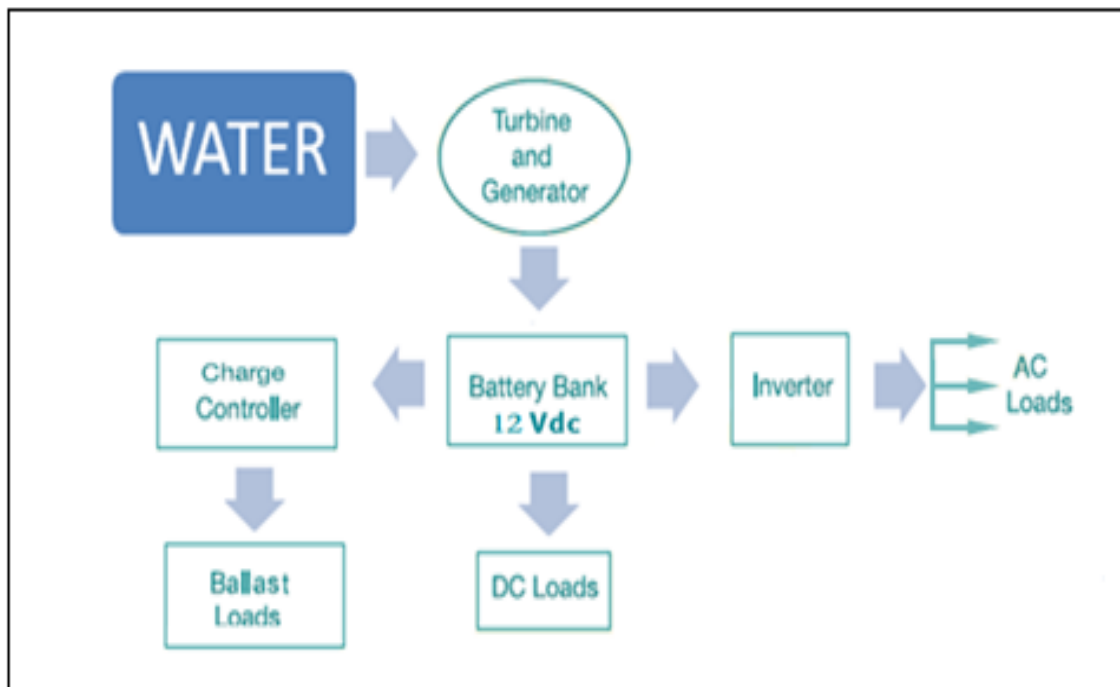 WATER
Turbine
and
Generator
Charge
Controller
Battery Bank
12 Vdc
Inverter
AC
Loads
Ballast
Loads
DC Loads